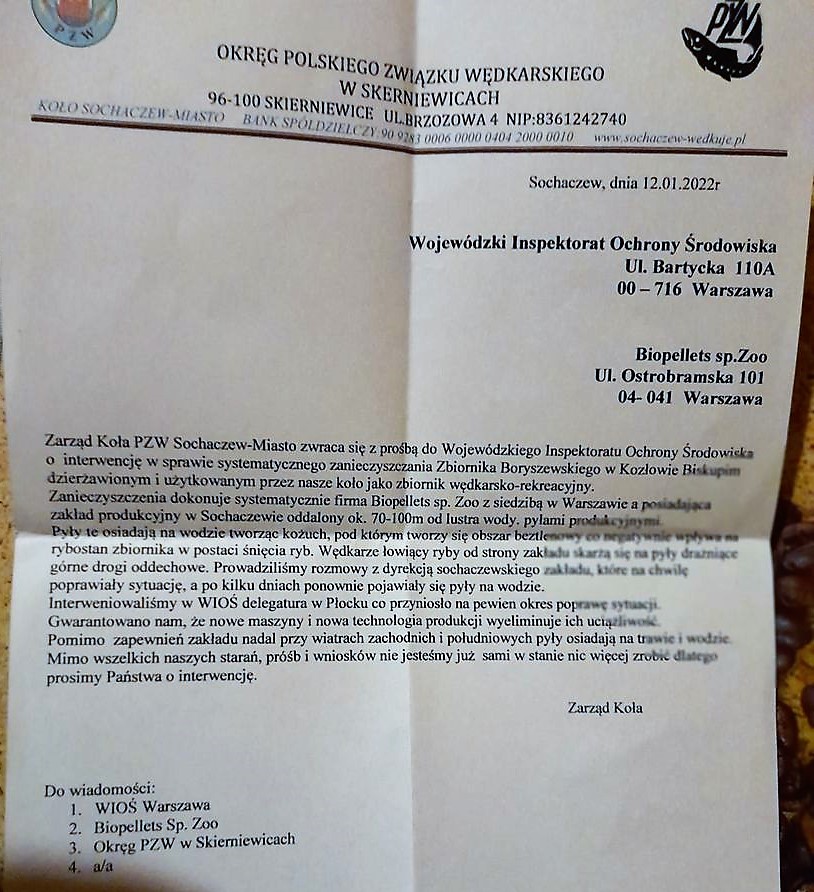 PZW
PZW
OKRĘG POLSKIEGO ZWIĄZKU WĘDKARSKIEGO
W SKERNIEWICACH
96-100 SKIERNIEWICE UL.BRZOZOWA 4 NIP:8361242740
KOŁO SOCHACZEW-MIASTO BANK SPÓŁDZIELCZY 90 9283 0006 0000 0404 2000 0010 www.sochaczew-wedkuje.pl
Sochaczew, dnia 12.01.2022r
Wojewódzki Inspektorat Ochrony Środowiska
Ul. Bartycka 110A
00 – 716 Warszawa
Biopellets sp.Zoo
Ul. Ostrobramska 101
04- 041 Warszawa
Zarząd Koła PZW Sochaczew-Miasto zwraca się z prośbą do Wojewódzkiego Inspektoratu Ochrony Środowiska
o interwencję w sprawie systematycznego zanieczyszczania Zbiornika Boryszewskiego w Kozłowie Biskupim
dzierżawionym i użytkowanym przez nasze koło jako zbiornik wędkarsko-rekreacyjny.
Zanieczyszczenia dokonuje systematycznie firma Biopellets sp. Zoo z siedzibą w Warszawie a posiadająca
zakład produkcyjny w Sochaczewie oddalony ok. 70-100m od lustra wody. pyłami produkcyjnymi.
Pyły te osiadają na wodzie tworząc kożuch, pod którym tworzy się obszar beztlenowy co negatywnie wpływa na
rybostan zbiornika w postaci śnięcia ryb. Wędkarze łowiący ryby od strony zakładu skarżą się na pyły drażniące
górne drogi oddechowe. Prowadziliśmy rozmowy z dyrekcją sochaczewskiego zakładu, które na chwilę
poprawiały sytuację, a po kilku dniach ponownie pojawiały się pyły na wodzie.
Interweniowaliśmy w WIOŚ delegatura w Płocku co przyniosło na pewien okres poprawę sytuacji.
Gwarantowano nam, że nowe maszyny i nowa technologia produkcji wyeliminuje ich uciążliwość.
Pomimo zapewnień zakładu nadal przy wiatrach zachodnich i południowych pyły osiadają na trawie i wodzie.
Mimo wszelkich naszych starań, próśb i wniosków nie jesteśmy już sami w stanie nic więcej zrobić dlatego
prosimy Państwa o interwencję.
Zarząd Koła
Do wiadomości:
1. WIOŚ Warszawa
2. Biopellets Sp. Zoo
3. Okręg PZW w Skierniewicach
4. a/a